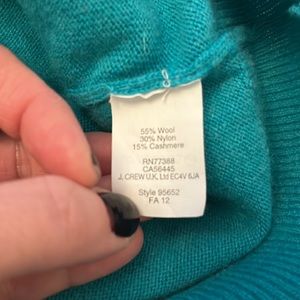 55% Wool
30% Nylon
15% Cashmere
RN77388
CA56445
J. CREW U.K. Ltd EC4V 6JA
Style 95652
FA 12